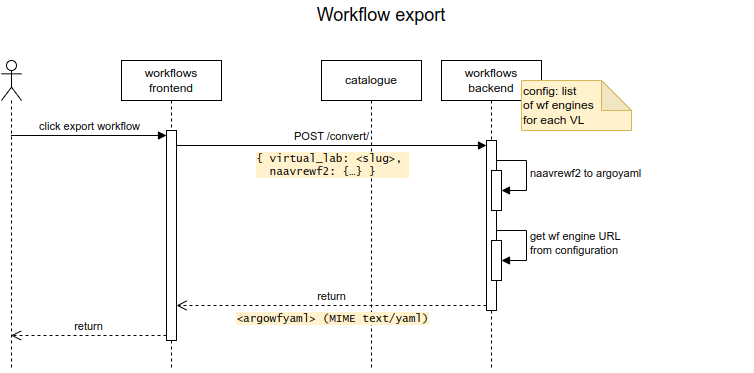 Workflow export
workflows
frontend
catalogue
workflows
backend
config: list
of wf engines
for each VL
click export workflow
POST /convert/
{ virtual_lab: <slug>,
naavrewf2: {…} }
naavrewf2 to argoyaml
get wf engine URL
from configuration
return
<argowfyaml> (MIME text/yaml)
return